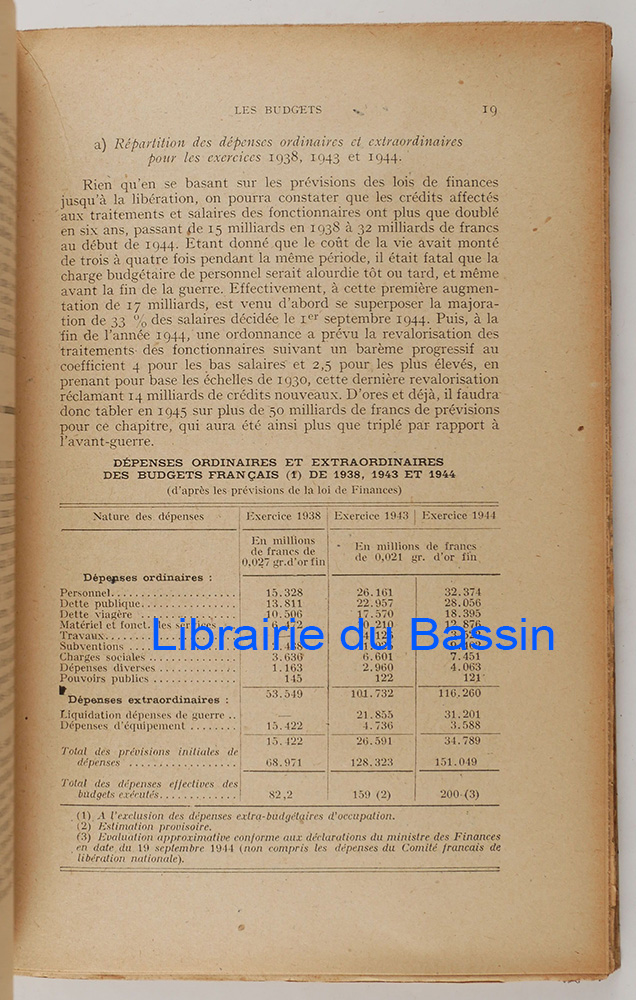 LES BUDGETS 19
a) Répartition des dépenses ordinaires et extraordinaires
pour les exercices 1938, 1943 et 1944.
Rien qu'en se basant sur les prévisions des lois de finances
jusqu'à la libération, on pourra constater que les crédits affectés
aux traitements et salaires des fonctionnaires ont plus que doublé
en six ans, passant de 15 milliards en 1938 à 32 milliards de francs
au début de 1944. Etant donné que le coût de la vie avait monté
de trois à quatre fois pendant la même période, il était fatal que la
charge budgétaire de personnel serait alourdie tôt ou tard, et même
avant la fin de la guerre. Effectivement, à cette première augmen-
tation de 17 milliards, est venu d'abord se superposer la majora-
tion de 33 % des salaires décidée le 1er septembre 1944. Puis, à la
fin de l'année 1944, une ordonnance a prévu la revalorisation des
traitements des fonctionnaires suivant un barème progressif au
coefficient 4 pour les bas salaires et 2,5 pour les plus élevés, en
prenant pour base les échelles de 1930, cette dernière revalorisation
réclamant 14 milliards de crédits nouveaux. D'ores et déjà, il faudra
donc tabler en 1945 sur plus de 50 milliards de francs de prévisions
pour ce chapitre, qui aura été ainsi plus que triplé par rapport à
l'avant-guerre.
DÉPENSES ORDINAIRES ET EXTRAORDINAIRES
DES BUDGETS FRANÇAIS (1) DE 1938, 1943 ET 1944
(d'après les prévisions de la loi de Finances)
Nature des dépenses Exercice 1938 Exercice 1943 Exercice 1944
En millions
de francs de
0,027 gr.d'or fin
En millions de francs
de 0,021 gr. d'or fin
Dépenses ordinaires :
Personnel.................... 15.328 26.161 32.374
Dette publique................ 13.811 22.957 28.056
Dette viagère ................ 10.506 17.570 18.395
Matériel et fonct. des services 12.876
Travaux
Subventions
Librairie du Bassin
Charges sociales .............. 3.636 6.601 7.451
Dépenses diverses ............. 1.163 2.960 4.063
Pouvoirs publics .............. 145 122 121
53.549 101.732 116.260
Dépenses extraordinaires :
Liquidation dépenses de guerre .. 21.855 31.201
Dépenses d'équipement ........ 15.422 4.736 3.588
15.422 26.591 34.789
Total des prévisions initiales de
dépenses .................. 68.971 128.323 151.049
Total des dépenses effectives des
budgets exécutés............. 82,2 159 (2) 200 (3)
(1) A l'exclusion des dépenses extra-budgétaires d'occupation.
(2) Estimation provisoire.
(3) Evaluation approximative conforme aux déclarations du ministre des Finances
en date du 19 septembre 1944 (non compris les dépenses du Comité français de
libération nationale).